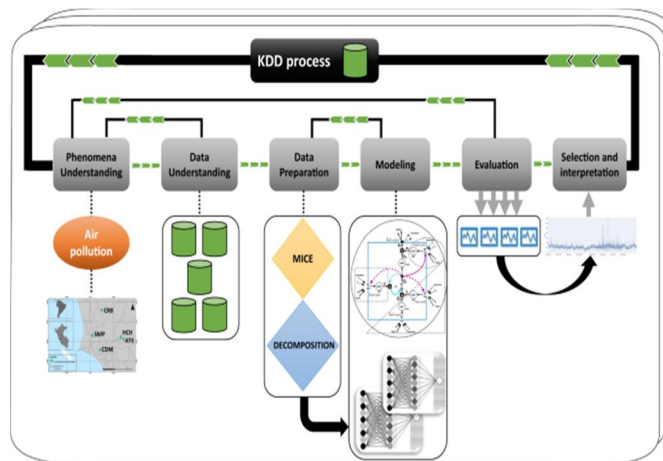 KDD process
Phenomena
Understanding
Data
Understanding
Data
Preparation
Modeling
Evaluation
Selection and
interpretation
Air
pollution
MICE
DECOMPOSITION
CRB
SMP
HCH
ATE
CDM